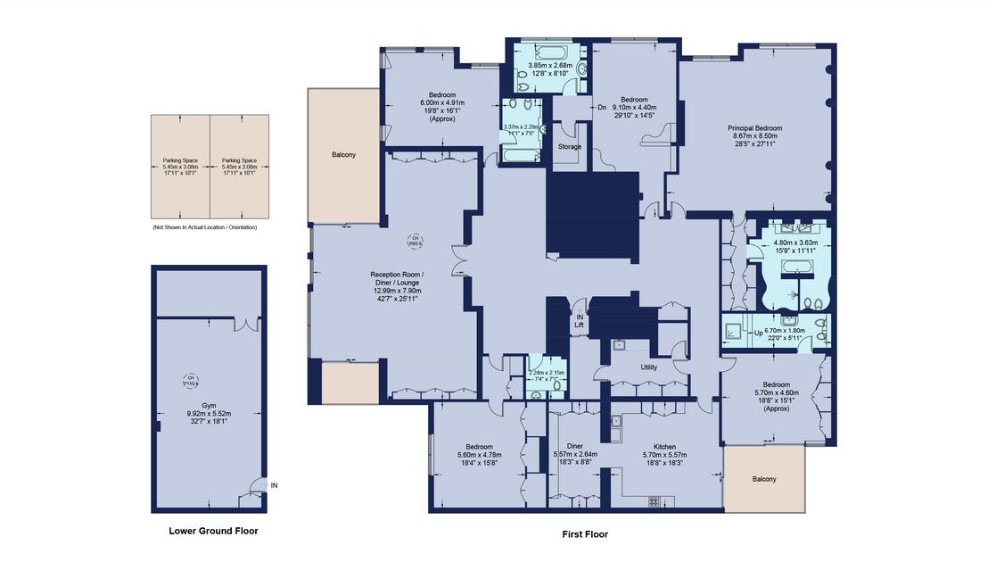 3.85m x 2.68m
12'8" x 8'10"
Bedroom
6.00m x 4.91m
19'8" x 16'1"
(Approx)
Dn
Bedroom
9.10m x 4.40m
29'10" x 14'5"
3.37m x 2.29m
11'1" x 7'6"
Principal Bedroom
8.67m x 8.50m
28'5" x 27'11"
Storage
Balcony
Parking Space
5.45m x 3.08m
17'11" x 10'1"
Parking Space
5.45m x 3.08m
17'11" x 10'1"
(Not Shown In Actual Location / Orientation)
CH
4.80m x 3.63m
15'9" x 11'11"
Reception Room /
Diner / Lounge
12.99m x 7.90m
42'7" x 25'11"
IN
Lift
Up
6.70m x 1.80m
22'0" x 5'11"
Utility
2.24m x 2.15m
7'4" x 7'1"
Bedroom
5.70m x 4.60m
18'8" x 15'1"
(Approx)
CH
Gym
9.92m x 5.52m
32'7" x 18'1"
Bedroom
5.60m x 4.78m
18'4" x 15'8"
Diner
5.57m x 2.64m
18'3" x 8'8"
Kitchen
5.70m x 5.57m
18'8" x 18'3"
Balcony
IN
Lower Ground Floor
First Floor